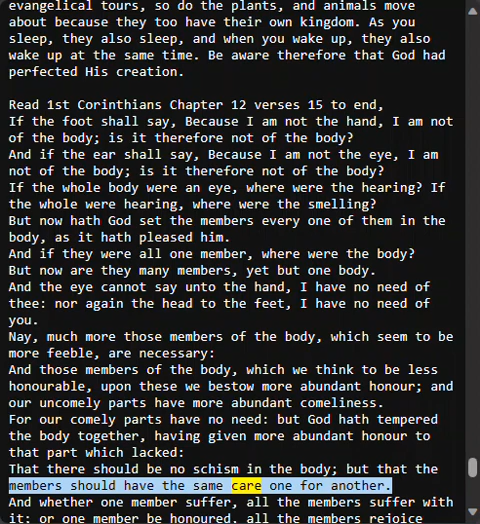 evangelical tours, so do the plants, and animals move
about because they too have their own kingdom. As you
sleep, they also sleep, and when you wake up, they also
wake up at the same time. Be aware therefore that God had
perfected His creation.
Read 1st Corinthians Chapter 12 verses 15 to end,
If the foot shall say, Because I am not the hand, I am not
of the body; is it therefore not of the body?
And if the ear shall say, Because I am not the eye, I am
not of the body; is it therefore not of the body?
If the whole body were an eye, where were the hearing? If
the whole were hearing, where were the smelling?
But now hath God set the members every one of them in the
body, as it hath pleased him.
And if they were all one member, where were the body?
But now are they many members, yet but one body.
And the eye cannot say unto the hand, I have no need of
thee: nor again the head to the feet, I have no need of
you.
Nay, much more those members of the body, which seem to be
more feeble, are necessary:
And those members of the body, which we think to be less
honourable, upon these we bestow more abundant honour; and
our uncomely parts have more abundant comeliness.
For our comely parts have no need: but God hath tempered
the body together, having given more abundant honour to
that part which lacked:
That there should be no schism in the body; but that the
members should have the same care one for another.
And whether one member suffer, all the members suffer with
it; or one member be honoured, all the members rejoice